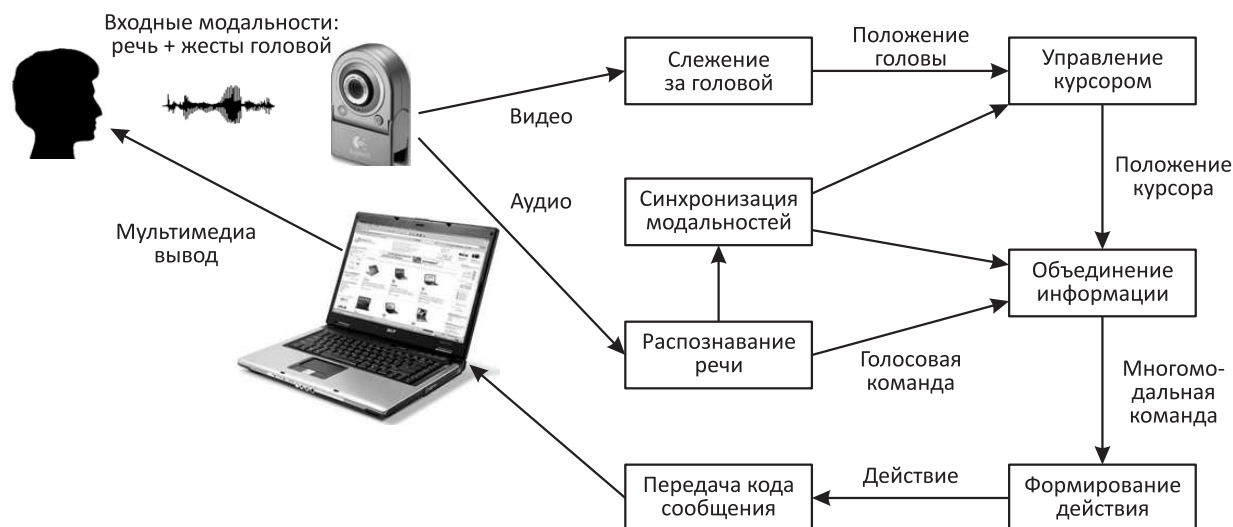 Входные модальности:
речь + жесты головой
Слежение
за головой
Положение
головы
Управление
курсором
Видео
Аудио
Положение
курсора
Синхронизация
модальностей
Мультимедиа
вывод
Объединение
информации
Распознавание
речи
Голосовая
команда
Многомо-
дальная
команда
Передача кода
сообщения
Действие
Формирование
действия